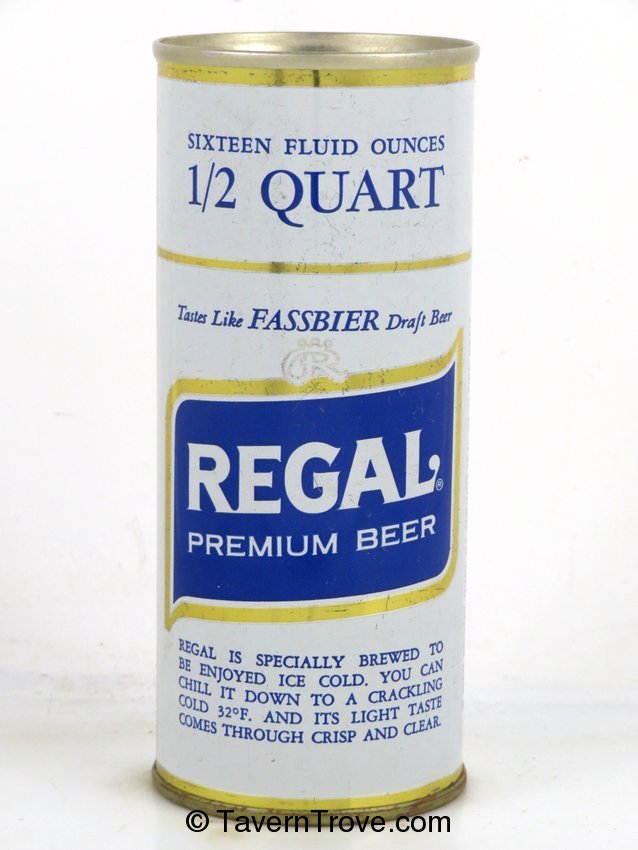 SIXTEEN FLUID OUNCES
1/2 QUART
Tastes Like FASSBIER Draft Beer
R
REGAL®
PREMIUM BEER
REGAL IS SPECIALLY BREWED TO
BE ENJOYED ICE COLD. YOU CAN
CHILL IT DOWN TO A CRACKLING
COLD 32°F. AND ITS LIGHT TASTE
COMES THROUGH CRISP AND CLEAR.
© TavernTrove.com